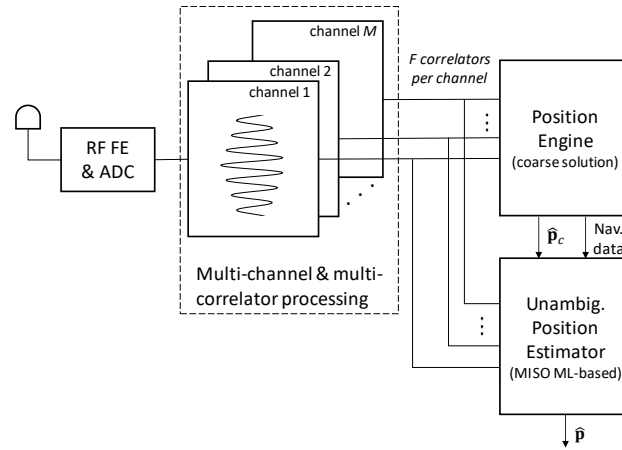 channel M
channel 2
channel 1
F correlators
per channel
RF FE
& ADC
Multi-channel & multi-
correlator processing
Position
Engine
(coarse solution)
p̂c
Nav.
data
Unambig.
Position
Estimator
(MISO ML-based)
p̂